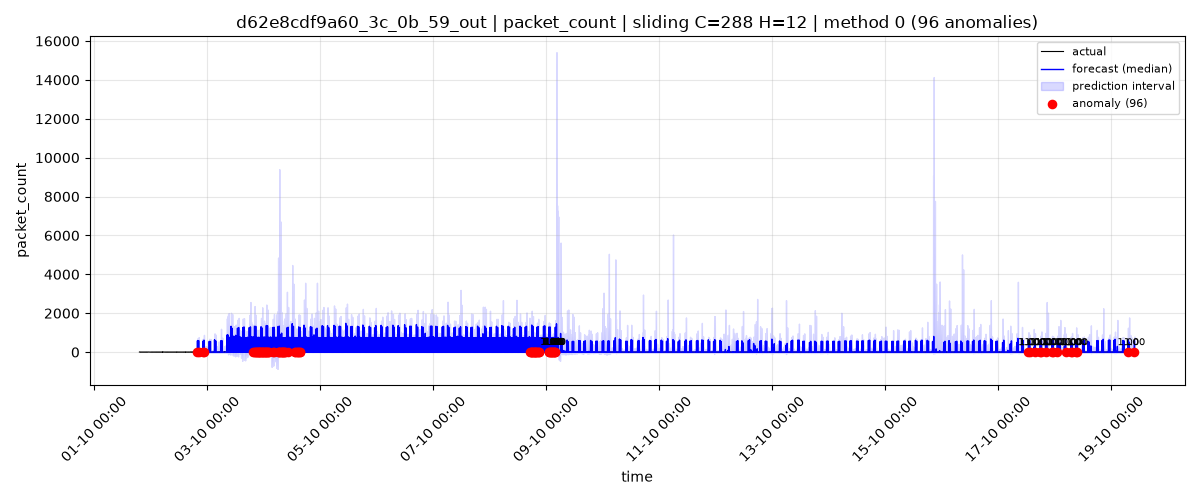 d62e8cdf9a60_3c_0b_59_out | packet_count | sliding C=288 H=12 | method 0 (96 anomalies)
16000
14000
12000
10000
8000
6000
4000
2000
0
packet_count
actual
forecast (median)
prediction interval
anomaly (96)
01-10 00:00
03-10 00:00
05-10 00:00
07-10 00:00
09-10 00:00
11-10 00:00
13-10 00:00
15-10 00:00
17-10 00:00
19-10 00:00
time